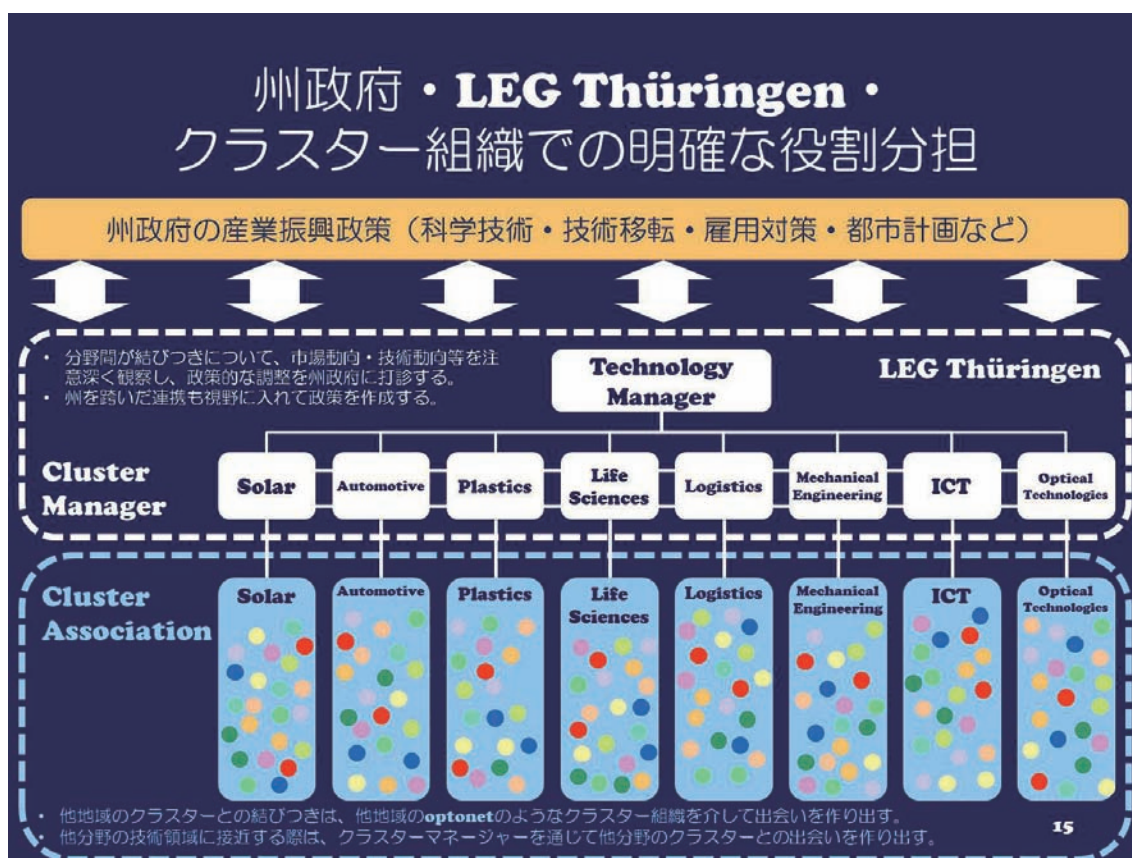 州政府・LEG Thüringen・
クラスター組織での明確な役割分担
州政府の産業振興政策（科学技術・技術移転・雇用対策・都市計画など）
• 分野間が結びつきについて、市場動向・技術動向等を注
意深く観察し、政策的な調整を州政府に打診する。
• 州を跨いだ連携も視野に入れて政策を作成する。
Technology
Manager
LEG Thüringen
Cluster
Manager
Solar
Automotive
Plastics
Life
Sciences
Logistics
Mechanical
Engineering
ICT
Optical
Technologies
Cluster
Association
Solar
Automotive
Plastics
Life
Sciences
Logistics
Mechanical
Engineering
ICT
Optical
Technologies
• 他地域のクラスターとの結びつきは、他地域のoptonetのようなクラスター組織を介して出会いを作り出す。
• 他分野の技術領域に接近する際は、クラスターマネージャーを通じて他分野のクラスターとの出会いを作り出す。
15